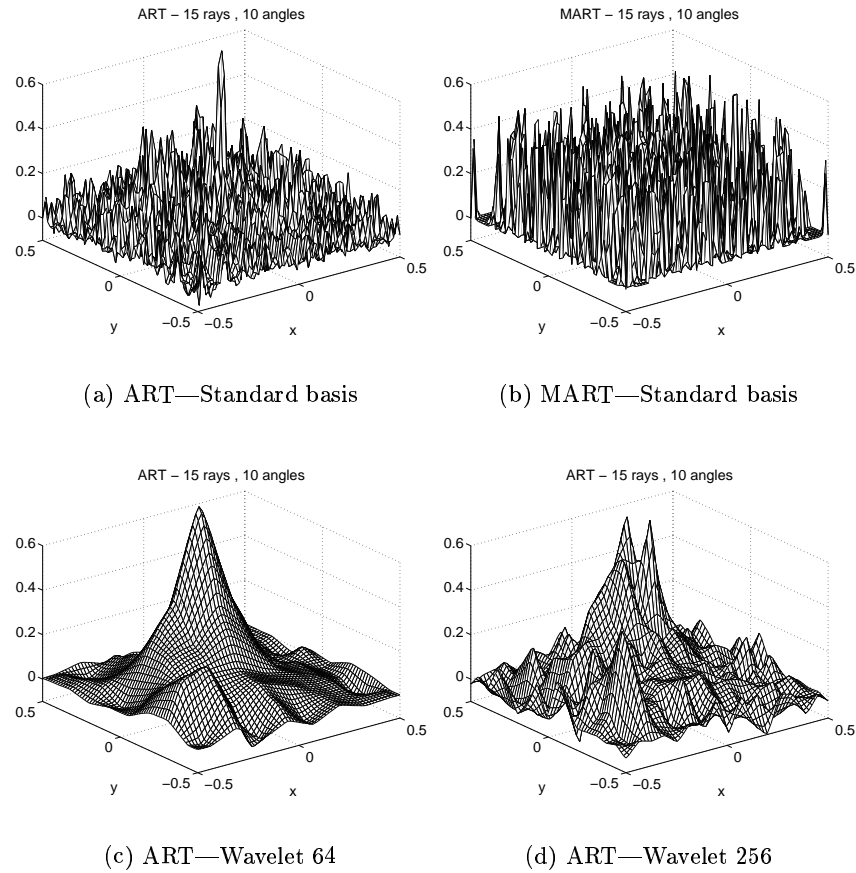 ART − 15 rays , 10 angles
0.6
0.4
0.2
0
0.5
0
−0.5
−0.5
0
0.5
y
x
(a) ART—Standard basis
MART − 15 rays , 10 angles
0.6
0.4
0.2
0
0.5
0
−0.5
−0.5
0
0.5
y
x
(b) MART—Standard basis
ART − 15 rays , 10 angles
0.6
0.4
0.2
0
0.5
0
−0.5
−0.5
0
0.5
y
x
(c) ART—Wavelet 64
ART − 15 rays , 10 angles
0.6
0.4
0.2
0
0.5
0
−0.5
−0.5
0
0.5
y
x
(d) ART—Wavelet 256